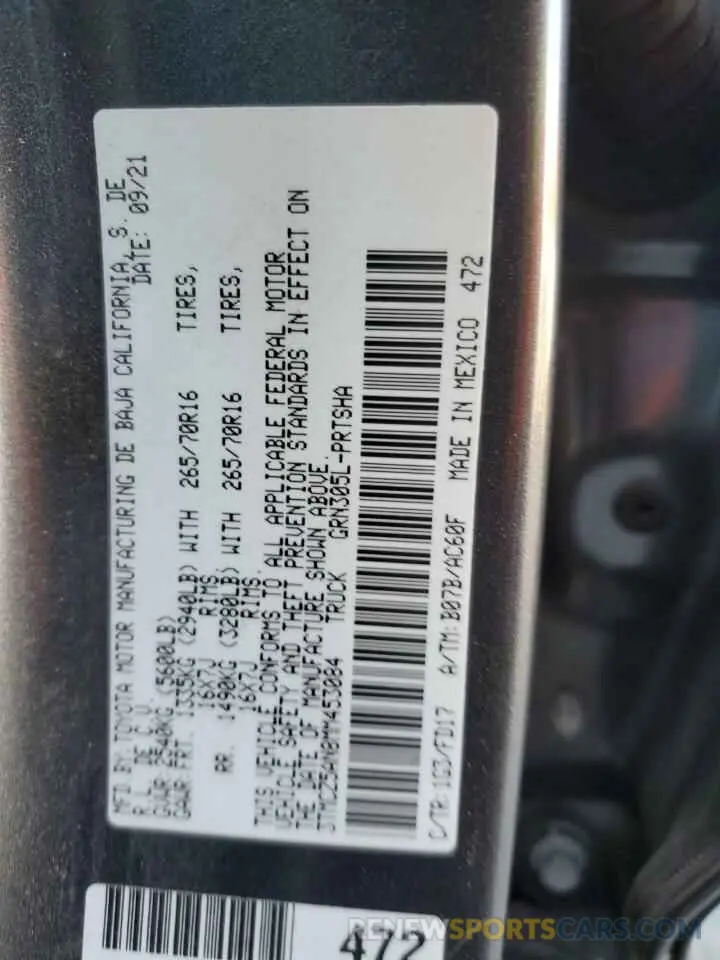 MFD.BY: TOYOTA MOTOR MANUFACTURING DE BAJA CALIFORNIA, S. DE
R.L. DE C.V. DATE: 09/21
GVWR: 2540KG (5600LB)
GAWR: FRT. 1335KG (2940LB) WITH 265/70R16 TIRES,
16X7J RIMS,
RR. 1490KG (3280LB) WITH 265/70R16 TIRES,
16X7J RIMS.
THIS VEHICLE CONFORMS TO ALL APPLICABLE FEDERAL MOTOR
VEHICLE SAFETY AND THEFT PREVENTION STANDARDS IN EFFECT ON
THE DATE OF MANUFACTURE SHOWN ABOVE.
TRUCK GRN305L-PRTSHA
C/TR:1G3/FD17 A/TM:B07B/AC60F MADE IN MEXICO 472
472
RENEWSPORTSCARS.COM